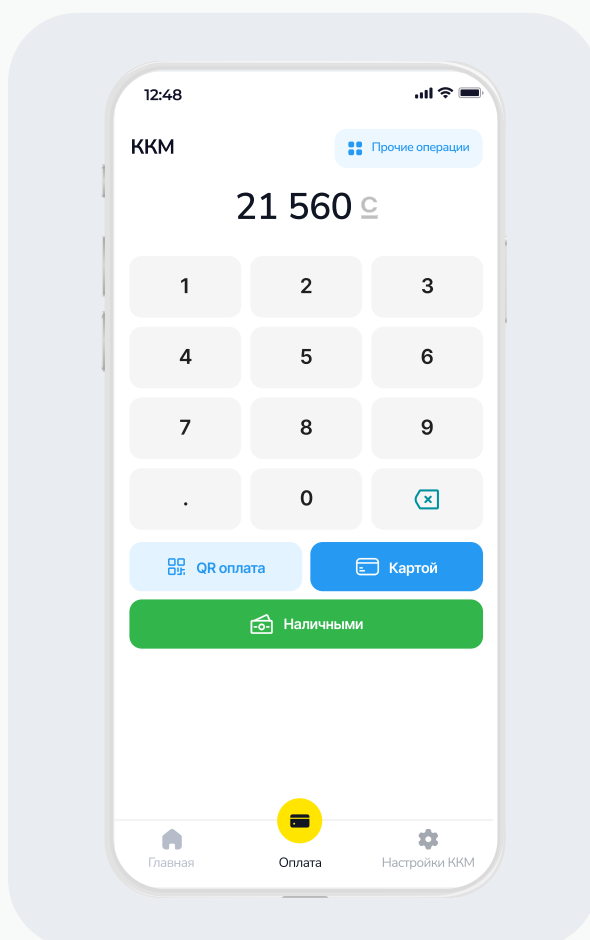 12:48
ККМ
Прочие операции
21 560 с
1 2 3
4 5 6
7 8 9
. 0
QR оплата
Картой
Наличными
Главная
Оплата
Настройки ККМ